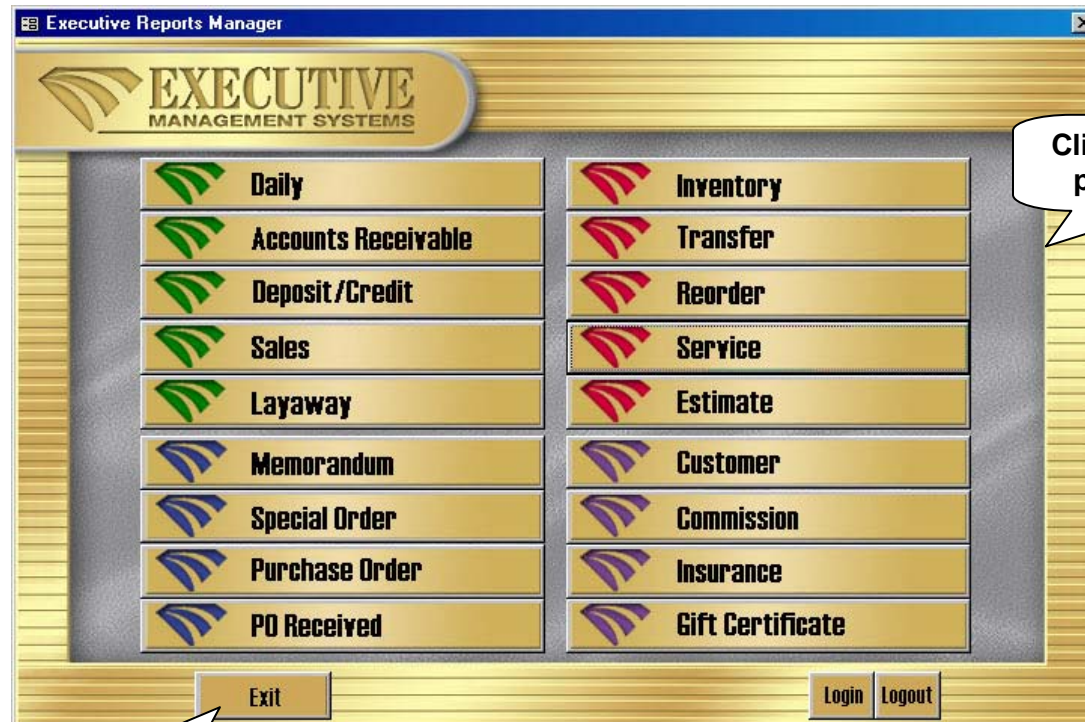 Executive Reports Manager
EXECUTIVE
MANAGEMENT SYSTEMS
Daily
Accounts Receivable
Deposit/Credit
Sales
Layaway
Memorandum
Special Order
Purchase Order
PO Received
Inventory
Transfer
Reorder
Service
Estimate
Customer
Commission
Insurance
Gift Certificate
Exit
Login
Logout